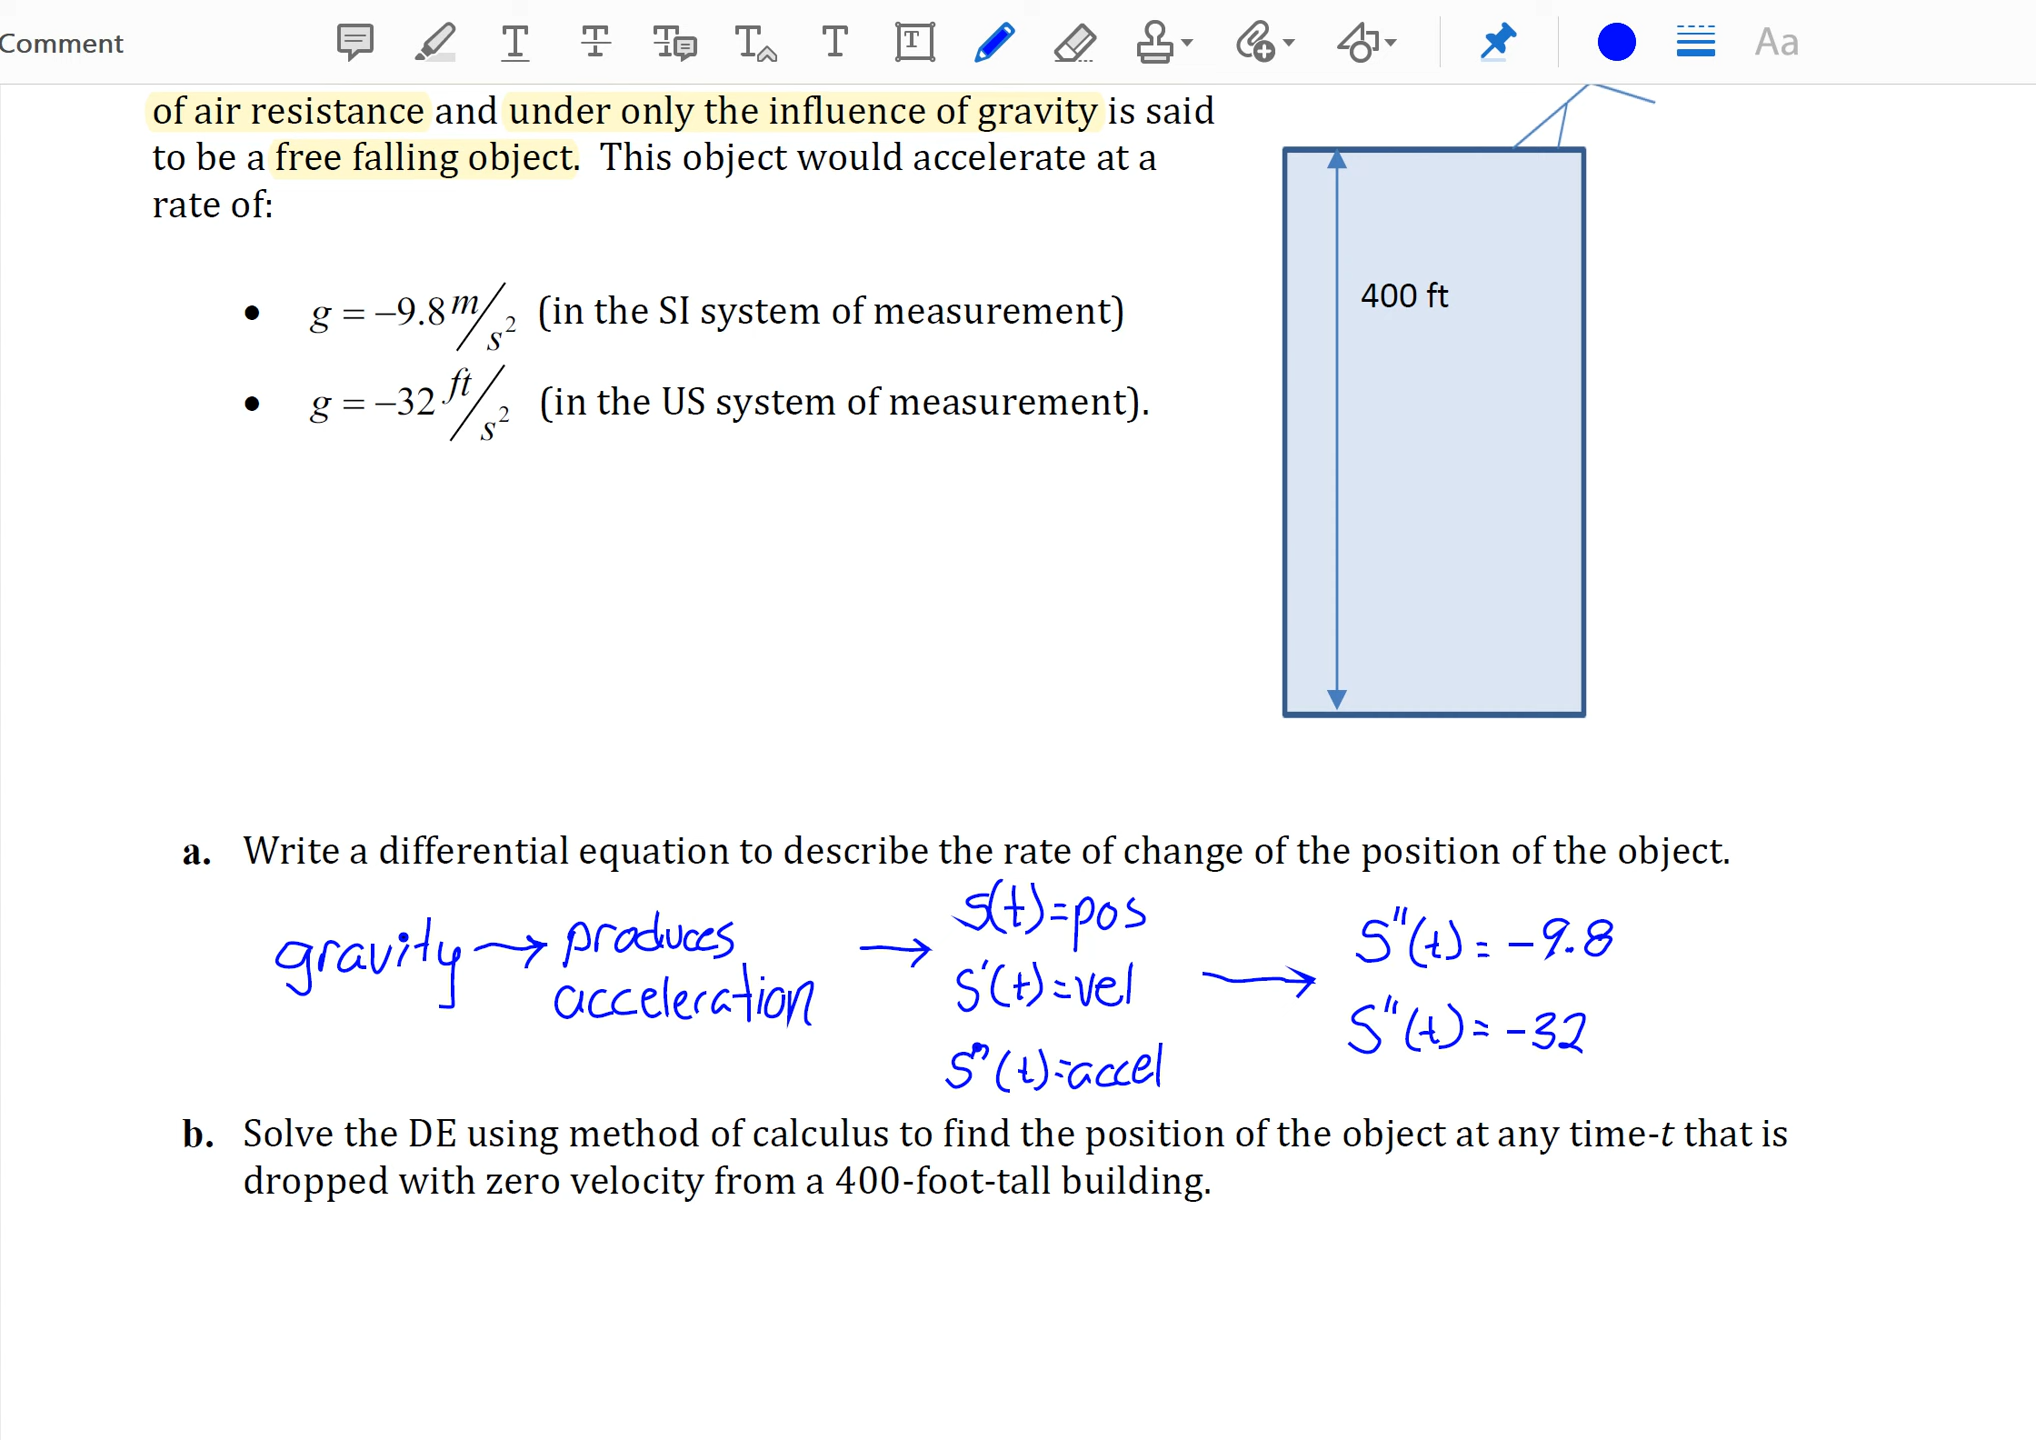 Comment
Aa
of air resistance and under only the influence of gravity is said
to be a free falling object. This object would accelerate at a
rate of:
• g = −9.8 m/s² (in the SI system of measurement)
• g = −32 ft/s² (in the US system of measurement).
400 ft
a. Write a differential equation to describe the rate of change of the position of the object.
gravity → produces
acceleration
→ s(t)=pos
s'(t)=vel
s''(t)=accel
→ s''(t) = -9.8
s''(t) = -32
b. Solve the DE using method of calculus to find the position of the object at any time-t that is
dropped with zero velocity from a 400-foot-tall building.